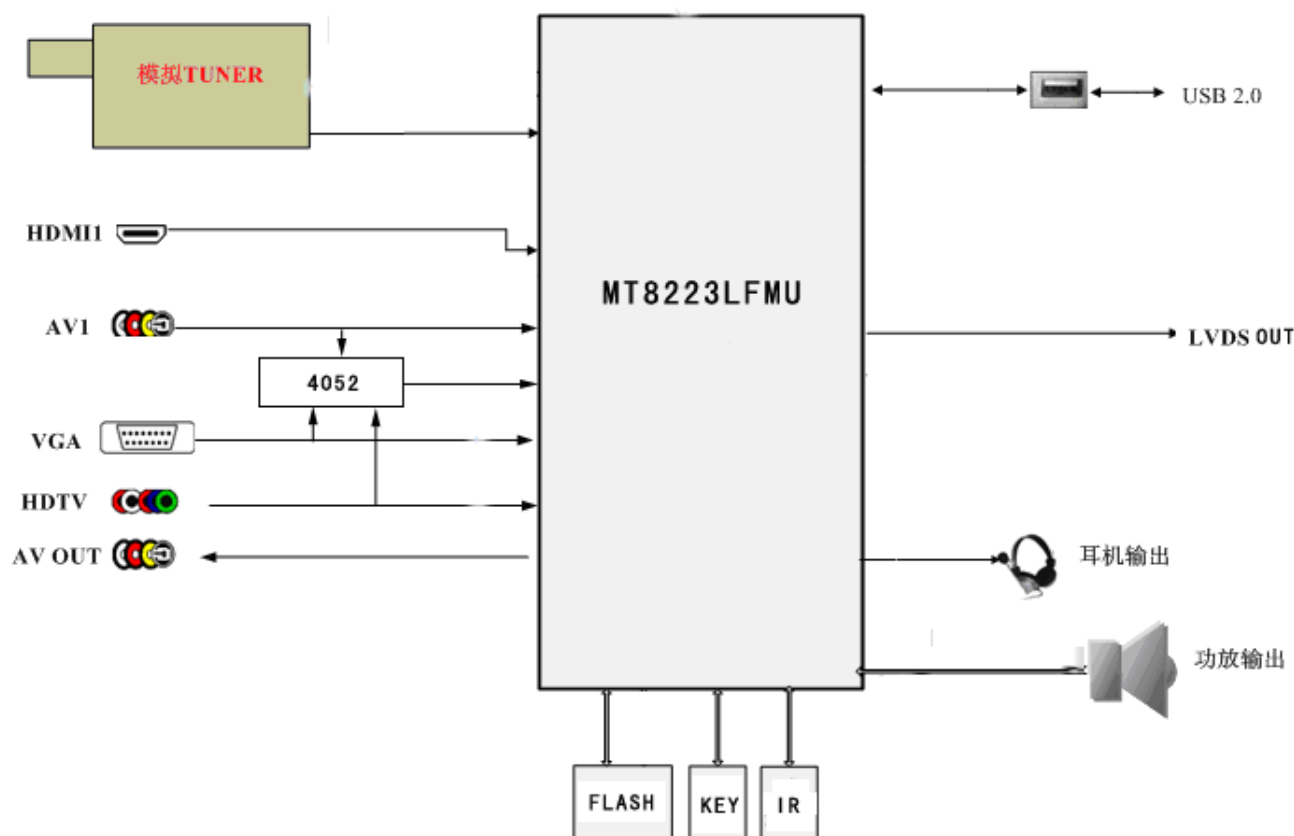 模拟TUNER
USB 2.0
HDMI1
MT8223LFMU
AV1
LVDS OUT
4052
VGA
HDTV
AV OUT
耳机输出
功放输出
FLASH
KEY
IR